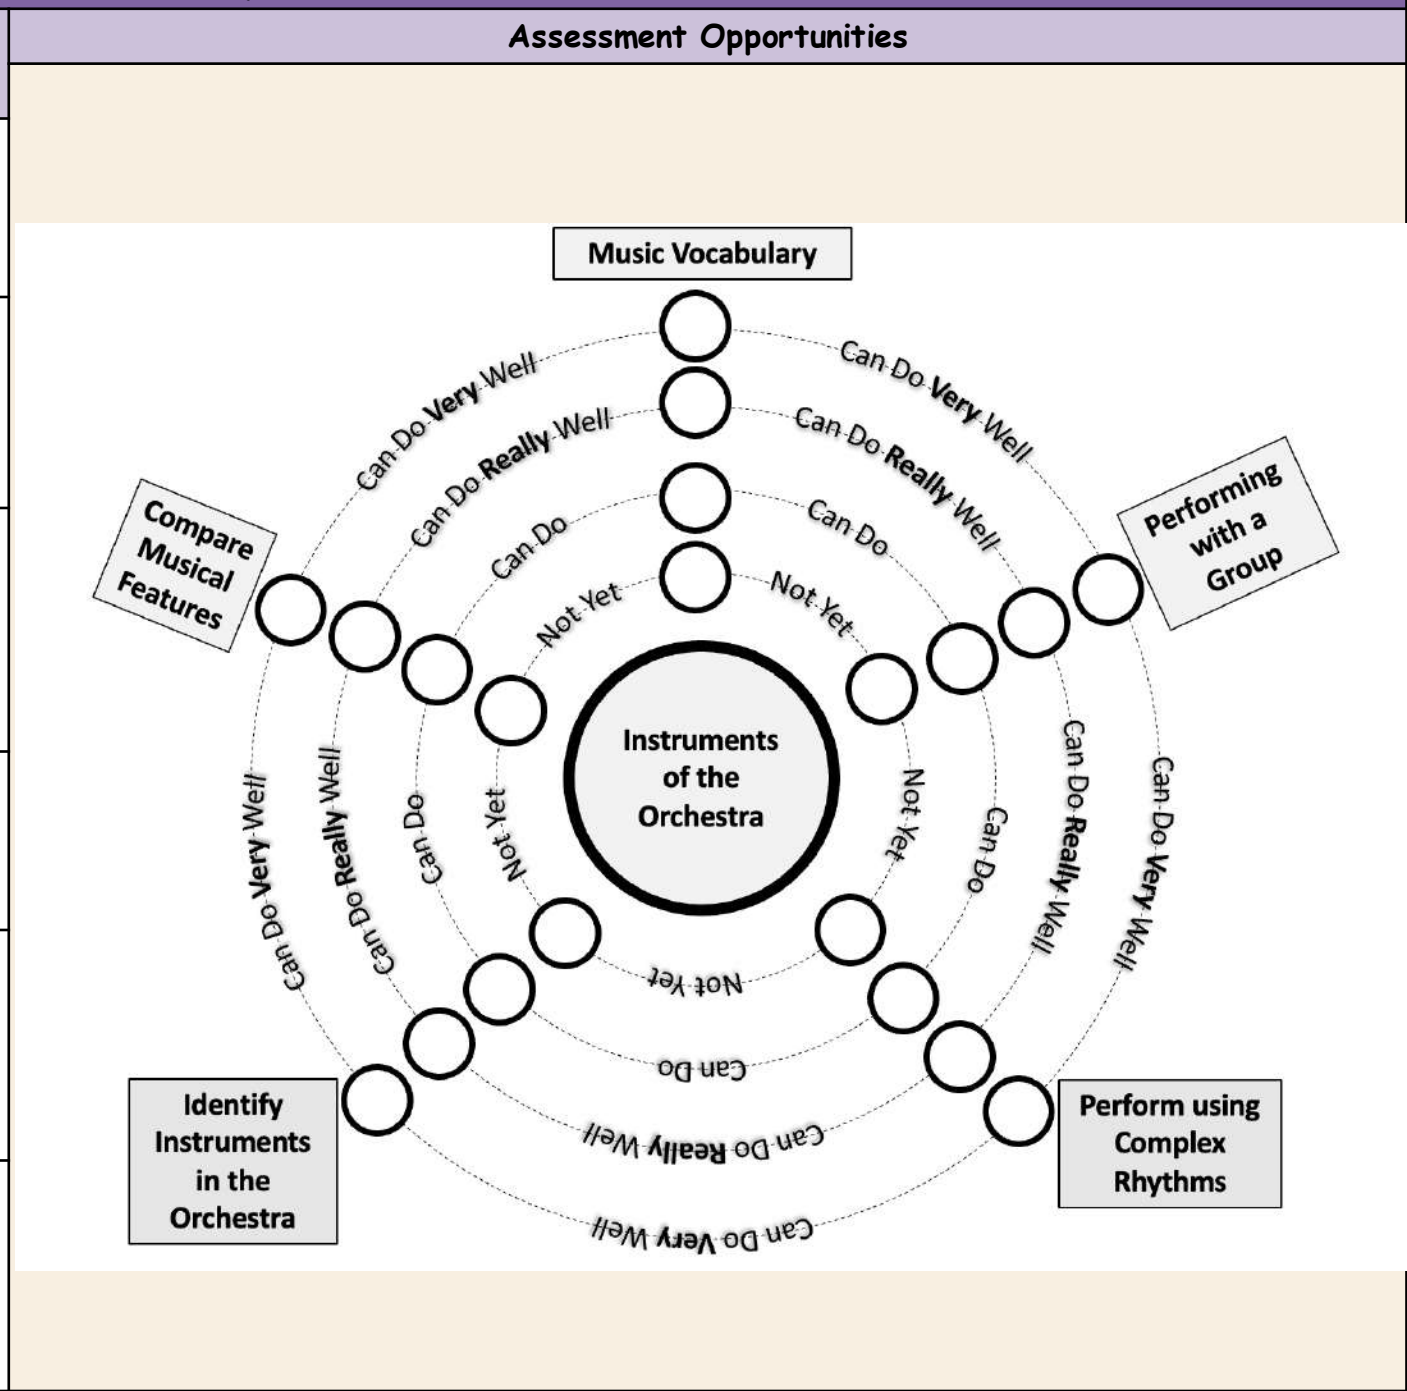 Assessment Opportunities
Music Vocabulary
Can Do Very Well
Can Do Very Well
Can Do Really Well
Can Do Really Well
Can Do
Can Do
Not Yet
Not Yet
Compare
Musical
Features
Performing
with a
Group
Instruments
of the
Orchestra
Can Do Very Well
Can Do Really Well
Can Do
Not Yet
Not Yet
Can Do
Can Do Really Well
Can Do Very Well
Not Yet
Can Do
Can Do Really Well
Can Do Very Well
Identify
Instruments
in the
Orchestra
Perform using
Complex
Rhythms